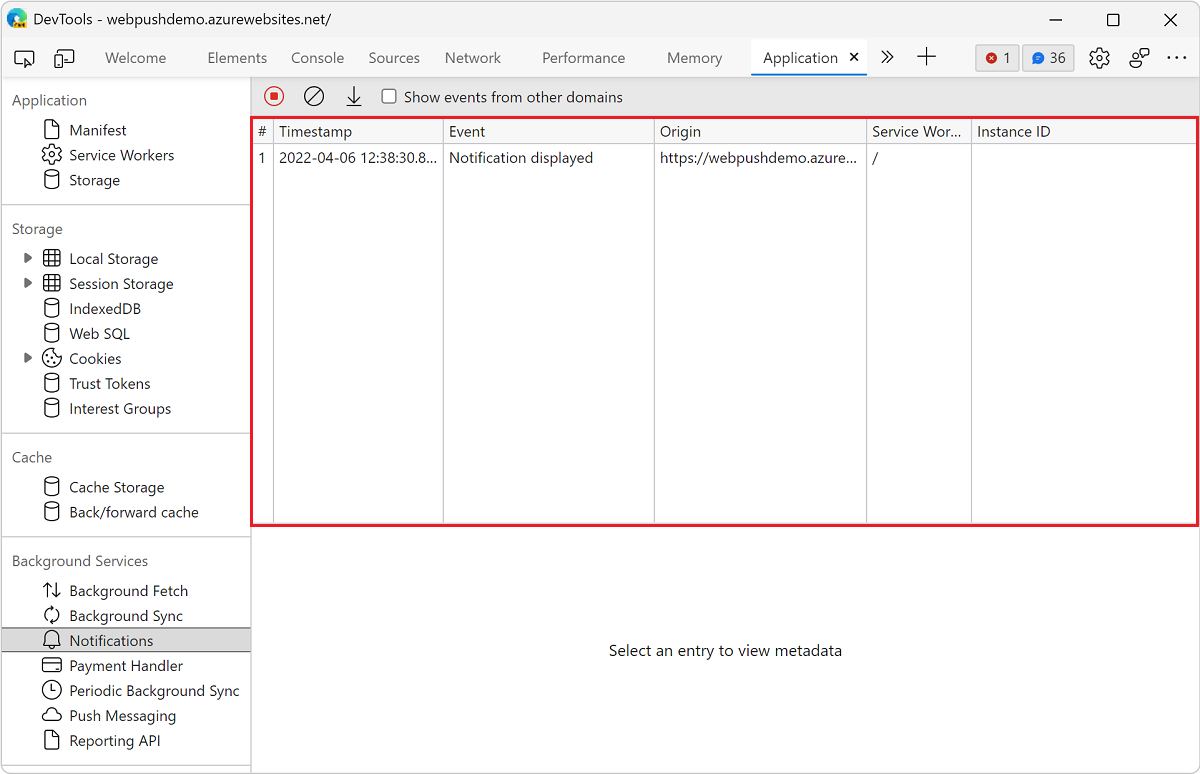 DevTools - webpushdemo.azurewebsites.net/
Welcome Elements Console Sources Network Performance Memory Application 1 36
Show events from other domains
Application
Manifest
Service Workers
Storage
Storage
Local Storage
Session Storage
IndexedDB
Web SQL
Cookies
Trust Tokens
Interest Groups
Cache
Cache Storage
Back/forward cache
Background Services
Background Fetch
Background Sync
Notifications
Payment Handler
Periodic Background Sync
Push Messaging
Reporting API
# Timestamp Event Origin Service Wor... Instance ID
1 2022-04-06 12:38:30.8... Notification displayed https://webpushdemo.azure... /
Select an entry to view metadata